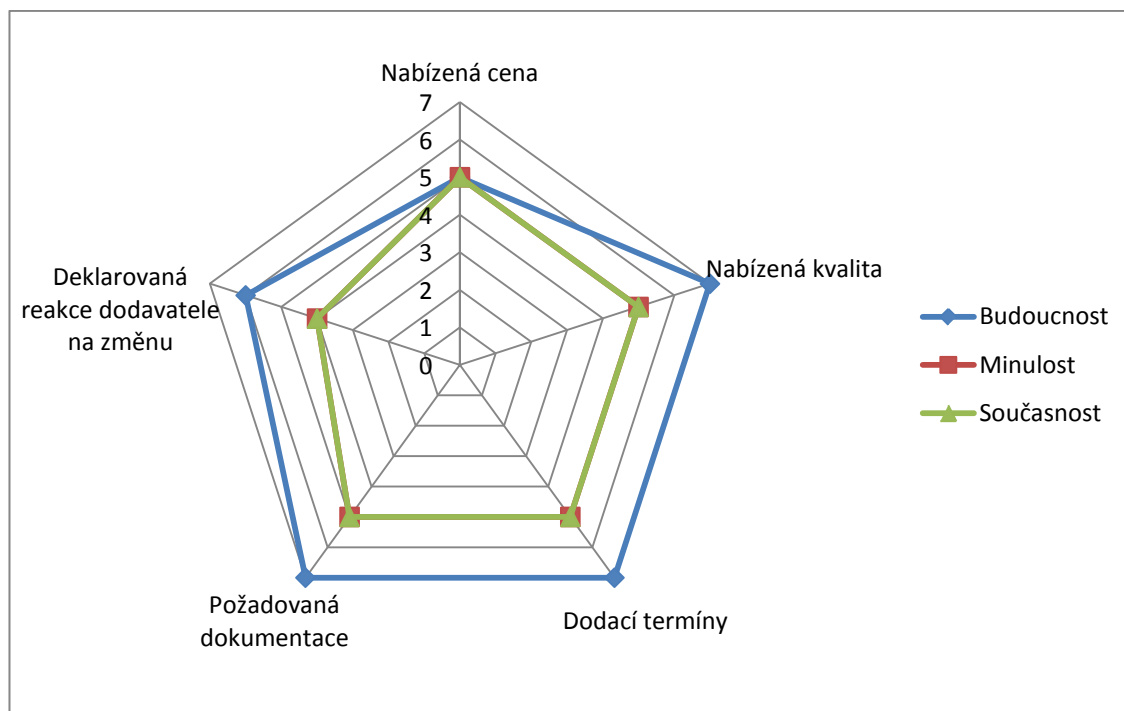 Nabízená cena
7
6
5
4
3
2
1
0
Nabízená kvalita
Dodací termíny
Požadovaná
dokumentace
Deklarovaná
reakce dodavatele
na změnu
Budoucnost
Minulost
Současnost